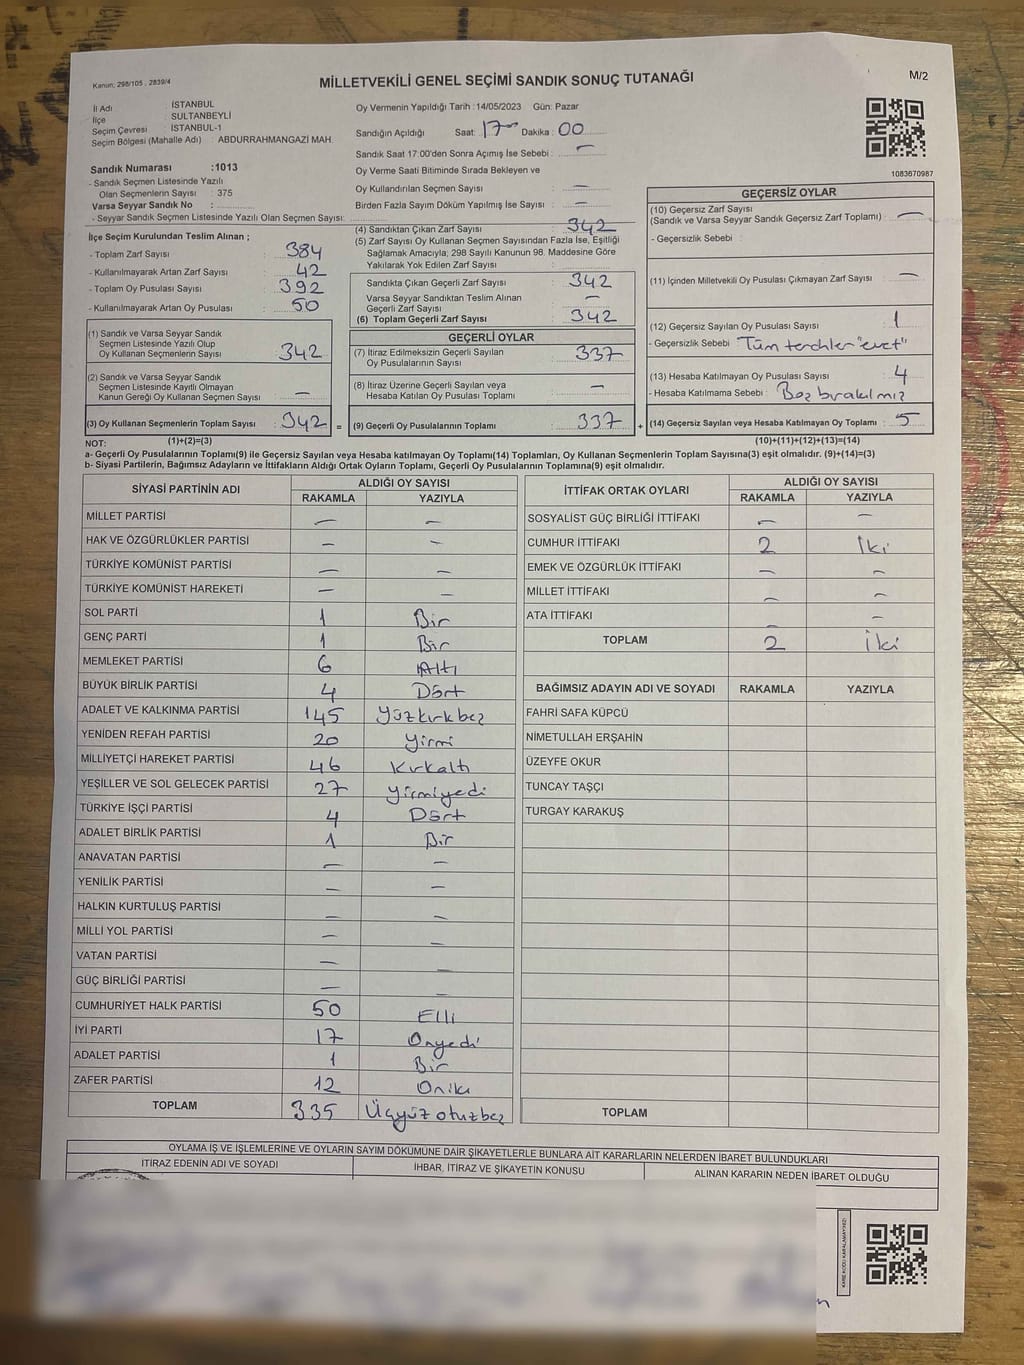 Kanun; 298/105 , 2839/4
MİLLETVEKİLİ GENEL SEÇİMİ SANDIK SONUÇ TUTANAĞI
M/2
İl Adı İSTANBUL
İlçe SULTANBEYLİ
Seçim Çevresi İSTANBUL-1
Seçim Bölgesi (Mahalle Adı) : ABDURRAHMANGAZİ MAH.
Sandık Numarası :1013
- Sandık Seçmen Listesinde Yazılı
Olan Seçmenlerin Sayısı : 375
Varsa Seyyar Sandık No :
- Seyyar Sandık Seçmen Listesinde Yazılı Olan Seçmen Sayısı:
Oy Vermenin Yapıldığı Tarih : 14/05/2023 Gün: Pazar
Sandığın Açıldığı Saat: 17 Dakika : 00
Sandık Saat 17:00'den Sonra Açımış İse Sebebi : —
Oy Verme Saati Bitiminde Sırada Bekleyen ve
Oy Kullandırılan Seçmen Sayısı : —
Birden Fazla Sayım Döküm Yapılmış İse Sayısı : —
1083670987
İlçe Seçim Kurulundan Teslim Alınan ;
- Toplam Zarf Sayısı : 384
- Kullanılmayarak Artan Zarf Sayısı : 42
- Toplam Oy Pusulası Sayısı : 392
- Kullanılmayarak Artan Oy Pusulası : 50
(1) Sandık ve Varsa Seyyar Sandık
Seçmen Listesinde Yazılı Olup
Oy Kullanan Seçmenlerin Sayısı : 342
(2) Sandık ve Varsa Seyyar Sandık
Seçmen Listesinde Kayıtlı Olmayan
Kanun Gereği Oy Kullanan Seçmen Sayısı : —
(3) Oy Kullanan Seçmenlerin Toplam Sayısı : 342 =
(4) Sandıktan Çıkan Zarf Sayısı : 342
(5) Zarf Sayısı Oy Kullanan Seçmen Sayısından Fazla İse, Eşitliği
Sağlamak Amacıyla; 298 Sayılı Kanunun 98. Maddesine Göre
Yakılarak Yok Edilen Zarf Sayısı :
Sandıkta Çıkan Geçerli Zarf Sayısı : 342
Varsa Seyyar Sandıktan Teslim Alınan
Geçerli Zarf Sayısı : —
(6) Toplam Geçerli Zarf Sayısı : 342
GEÇERLİ OYLAR
(7) İtiraz Edilmeksizin Geçerli Sayılan
Oy Pusulalarının Sayısı : 337
(8) İtiraz Üzerine Geçerli Sayılan veya
Hesaba Katılan Oy Pusulası Toplamı : —
(9) Geçerli Oy Pusulalarının Toplamı : 337 +
GEÇERSİZ OYLAR
(10) Geçersiz Zarf Sayısı
(Sandık ve Varsa Seyyar Sandık Geçersiz Zarf Toplamı) : —
- Geçersizlik Sebebi :
(11) İçinden Milletvekili Oy Pusulası Çıkmayan Zarf Sayısı : —
(12) Geçersiz Sayılan Oy Pusulası Sayısı : 1
- Geçersizlik Sebebi : Tüm terchler "evet"
(13) Hesaba Katılmayan Oy Pusulası Sayısı : 4
- Hesaba Katılmama Sebebi : Boş bırakılmış
(14) Geçersiz Sayılan veya Hesaba Katılmayan Oy Toplamı : 5
NOT: (1)+(2)=(3) (10)+(11)+(12)+(13)=(14)
a- Geçerli Oy Pusulalarının Toplamı(9) ile Geçersiz Sayılan veya Hesaba katılmayan Oy Toplamı(14) Toplamları, Oy Kullanan Seçmenlerin Toplam Sayısına(3) eşit olmalıdır. (9)+(14)=(3)
b- Siyasi Partilerin, Bağımsız Adayların ve İttifakların Aldığı Ortak Oyların Toplamı, Geçerli Oy Pusulalarının Toplamına(9) eşit olmalıdır.
SİYASİ PARTİNİN ADI ALDIĞI OY SAYISI
RAKAMLA YAZIYLA
MİLLET PARTİSİ — —
HAK VE ÖZGÜRLÜKLER PARTİSİ — —
TÜRKİYE KOMÜNİST PARTİSİ — —
TÜRKİYE KOMÜNİST HAREKETİ — —
SOL PARTİ 1 Bir
GENÇ PARTİ 1 Bir
MEMLEKET PARTİSİ 6 Altı
BÜYÜK BİRLİK PARTİSİ 4 Dört
ADALET VE KALKINMA PARTİSİ 145 Yüzkırkbeş
YENİDEN REFAH PARTİSİ 20 Yirmi
MİLLİYETÇİ HAREKET PARTİSİ 46 Kırkaltı
YEŞİLLER VE SOL GELECEK PARTİSİ 27 Yirmiyedi
TÜRKİYE İŞÇİ PARTİSİ 4 Dört
ADALET BİRLİK PARTİSİ 1 Bir
ANAVATAN PARTİSİ — —
YENİLİK PARTİSİ — —
HALKIN KURTULUŞ PARTİSİ — —
MİLLİ YOL PARTİSİ — —
VATAN PARTİSİ — —
GÜÇ BİRLİĞİ PARTİSİ — —
CUMHURİYET HALK PARTİSİ 50 Elli
İYİ PARTİ 17 Onyedi
ADALET PARTİSİ 1 Bir
ZAFER PARTİSİ 12 Oniki
TOPLAM 335 Üçyüzotuzbeş
İTTİFAK ORTAK OYLARI ALDIĞI OY SAYISI
RAKAMLA YAZIYLA
SOSYALİST GÜÇ BİRLİĞİ İTTİFAKI — —
CUMHUR İTTİFAKI 2 İki
EMEK VE ÖZGÜRLÜK İTTİFAKI — —
MİLLET İTTİFAKI — —
ATA İTTİFAKI — —
TOPLAM 2 İki
BAĞIMSIZ ADAYIN ADI VE SOYADI RAKAMLA YAZIYLA
FAHRİ SAFA KÜPCÜ
NİMETULLAH ERŞAHİN
ÜZEYFE OKUR
TUNCAY TAŞÇI
TURGAY KARAKUŞ
TOPLAM
OYLAMA İŞ VE İŞLEMLERİNE VE OYLARIN SAYIM DÖKÜMÜNE DAİR ŞİKAYETLERLE BUNLARA AİT KARARLARIN NELERDEN İBARET BULUNDUKLARI
İTİRAZ EDENİN ADI VE SOYADI İHBAR, İTİRAZ VE ŞİKAYETİN KONUSU ALINAN KARARIN NEDEN İBARET OLDUĞU
KARE KODU KARALAMAYINIZ!